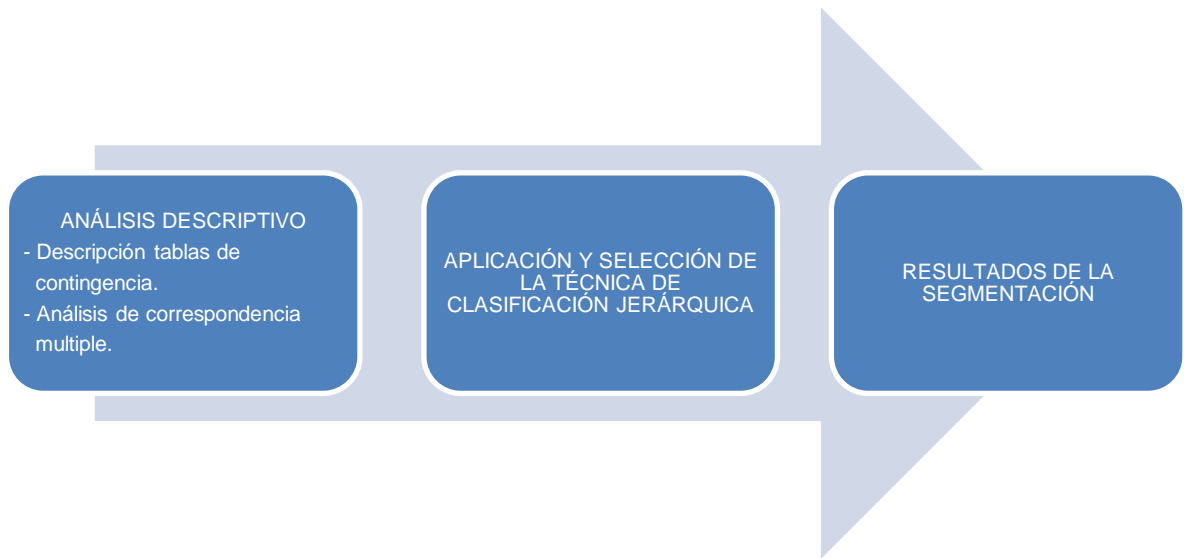 ANÁLISIS DESCRIPTIVO
- Descripción tablas de
contingencia.
- Análisis de correspondencia
multiple.
APLICACIÓN Y SELECCIÓN DE
LA TÉCNICA DE
CLASIFICACIÓN JERÁRQUICA
RESULTADOS DE LA
SEGMENTACIÓN